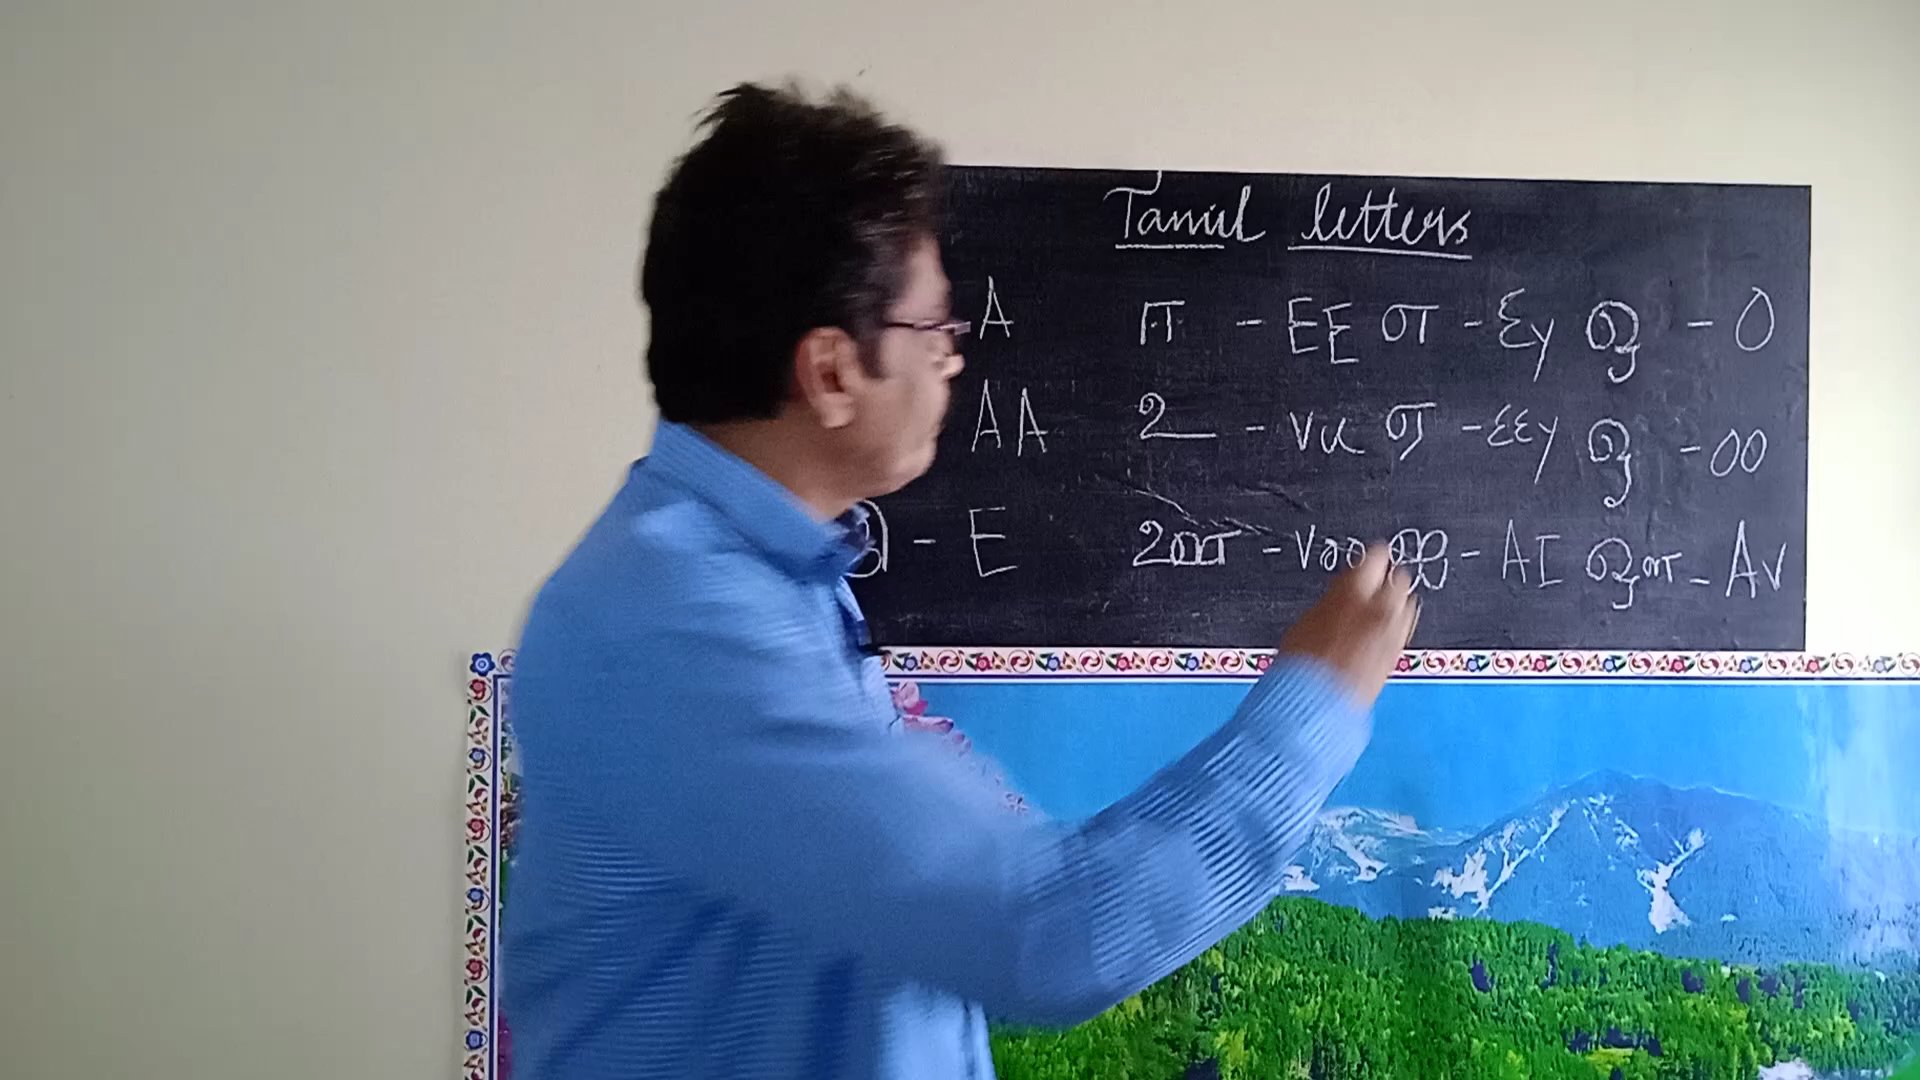 Tamil letters
A ஈ - EE எ - Ey ஒ - O
AA உ - Vu ஏ - EEy ஓ - OO
இ - E ஊ - Voo ஐ - AI ஔ - Av